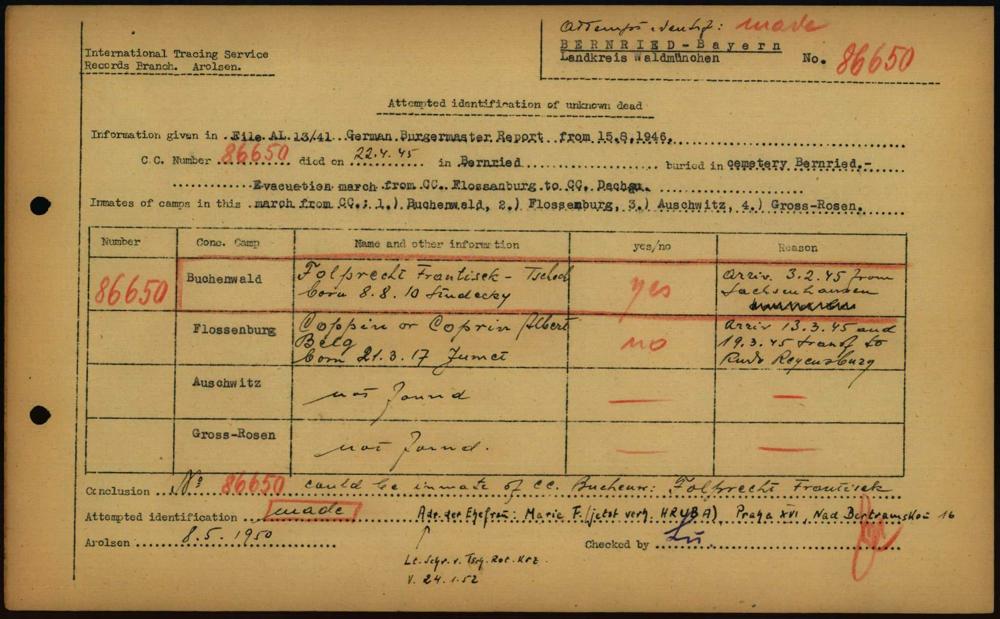 Attempt identif: made
International Tracing Service
Records Branch. Arolsen.
BERNRIED-Bayern
Landkreis Waldmünchen No. 86650
Attempted identification of unknown dead
Information given in File AL 13/41 German Burgermaster Report from 15.8.1946.
C.C. Number 86650 died on 22.4.45 in Bernried buried in cemetery Bernried.-
Evacuation march from CC. Flossanburg to CC. Dachau.
Inmates of camps in this march from CC.: 1.) Buchenwald, 2.) Flossemburg, 3.) Auschwitz, 4.) Gross-Rosen.
Number Conc. Camp Name and other information yes/no Reason
86650 Buchenwald Folprecht Frantisek - Tschech yes Arriv. 3.2.45 from
born 8.8.10 Sachsenhausen
Flossenburg Coppin or Coprin Albert no Arriv 13.3.45 and
Belg 19.3.45 transf to
born 21.3.17 Jumet Regensburg
Auschwitz not found — —
Gross-Rosen not found. — —
Conclusion No 86650 could be inmate of CC. Buchenw: Folprecht Frantisek
Attempted identification made Adr. der Ehefrau: Marie F. (jetzt verh. HRUBA), Praha XVI, Nad Bertramkou 16
Arolsen 8.5.1950 Checked by
Lt. Schr. v. Tsch. Rot. Krz.
v. 24.1.52